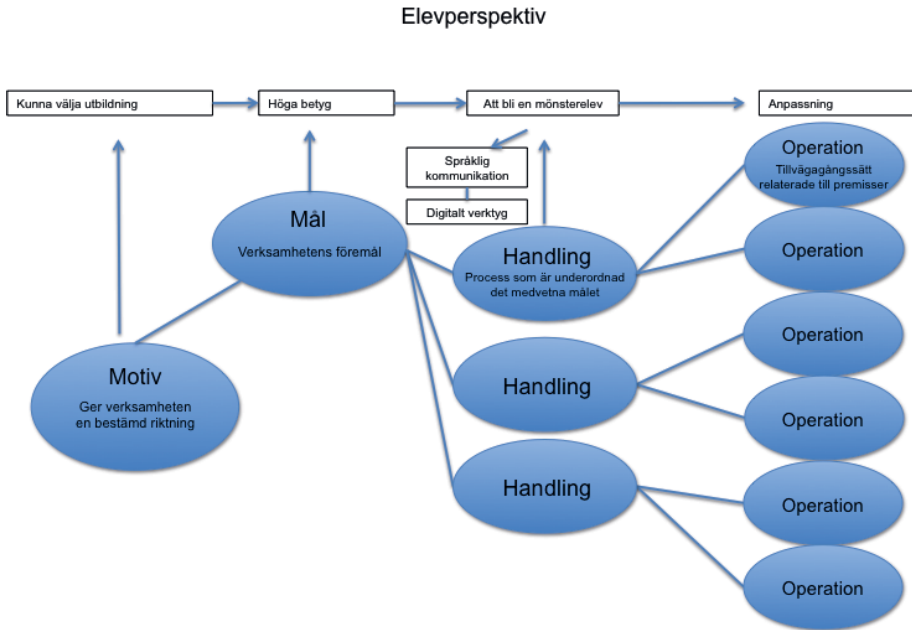 Elevperspektiv
Kunna välja utbildning
Höga betyg
Att bli en mönsterelev
Anpassning
Språklig
kommunikation
Digitalt verktyg
Operation
Tillvägagångssätt
relaterade till premisser
Mål
Verksamhetens föremål
Handling
Process som är underordnad
det medvetna målet
Operation
Motiv
Ger verksamheten
en bestämd riktning
Handling
Operation
Operation
Handling
Operation
Operation